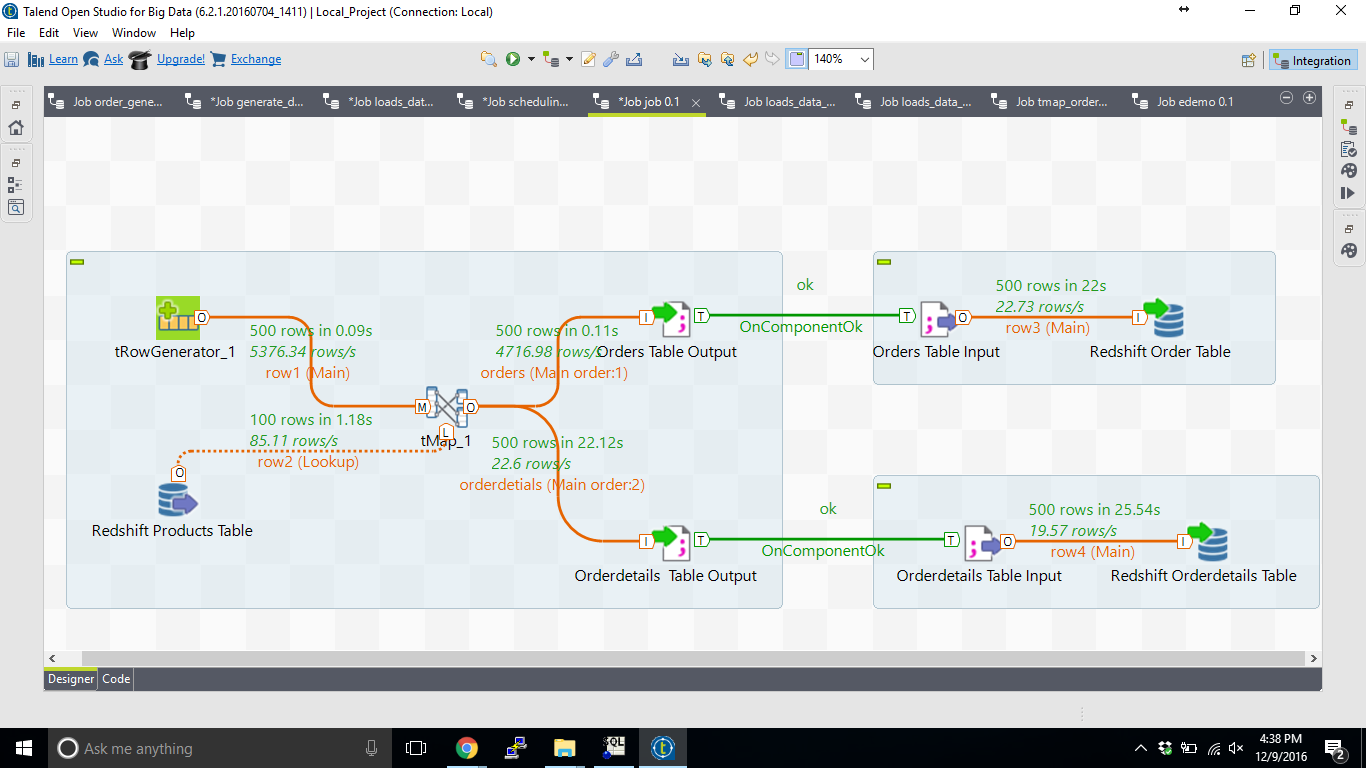 Talend Open Studio for Big Data (6.2.1.20160704_1411) | Local_Project (Connection: Local)
File Edit View Window Help
Learn Ask Upgrade! Exchange 140% Integration
Job order_gene... *Job generate_d... *Job loads_dat... *Job schedulin... *Job job 0.1 Job loads_data_... Job loads_data_... Job tmap_order... Job edemo 0.1
ok
500 rows in 22s
22.73 rows/s
row3 (Main)
O
I
T
OnComponentOk
T
O
I
500 rows in 0.09s
5376.34 rows/s
row1 (Main)
500 rows in 0.11s
4716.98 rows/s
orders (Main order:1)
tRowGenerator_1
Orders Table Output
Orders Table Input
Redshift Order Table
M
O
L
tMap_1
100 rows in 1.18s
85.11 rows/s
row2 (Lookup)
500 rows in 22.12s
22.6 rows/s
orderdetials (Main order:2)
O
Redshift Products Table
ok
500 rows in 25.54s
19.57 rows/s
row4 (Main)
I
T
OnComponentOk
T
O
I
Orderdetails Table Output
Orderdetails Table Input
Redshift Orderdetails Table
Designer Code
Ask me anything
SQL
t
4:38 PM
12/9/2016
2